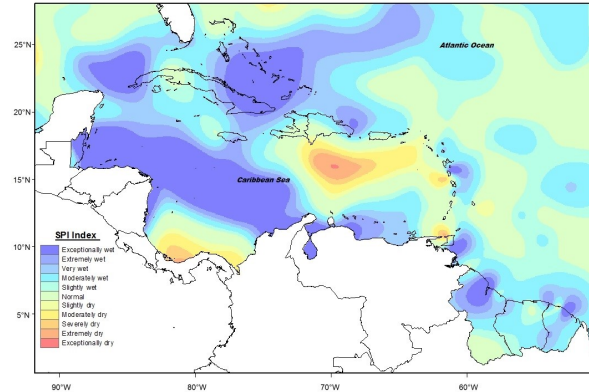 25°N
Atlantic Ocean
20°N
15°N
Caribbean Sea
SPI Index
10°N
Exceptionally wet
Extremely wet
Very wet
Moderately wet
Slightly wet
Normal
Slightly dry
Moderately dry
Severely dry
Extremely dry
Exceptionally dry
5°N
90°W 80°W 70°W 60°W